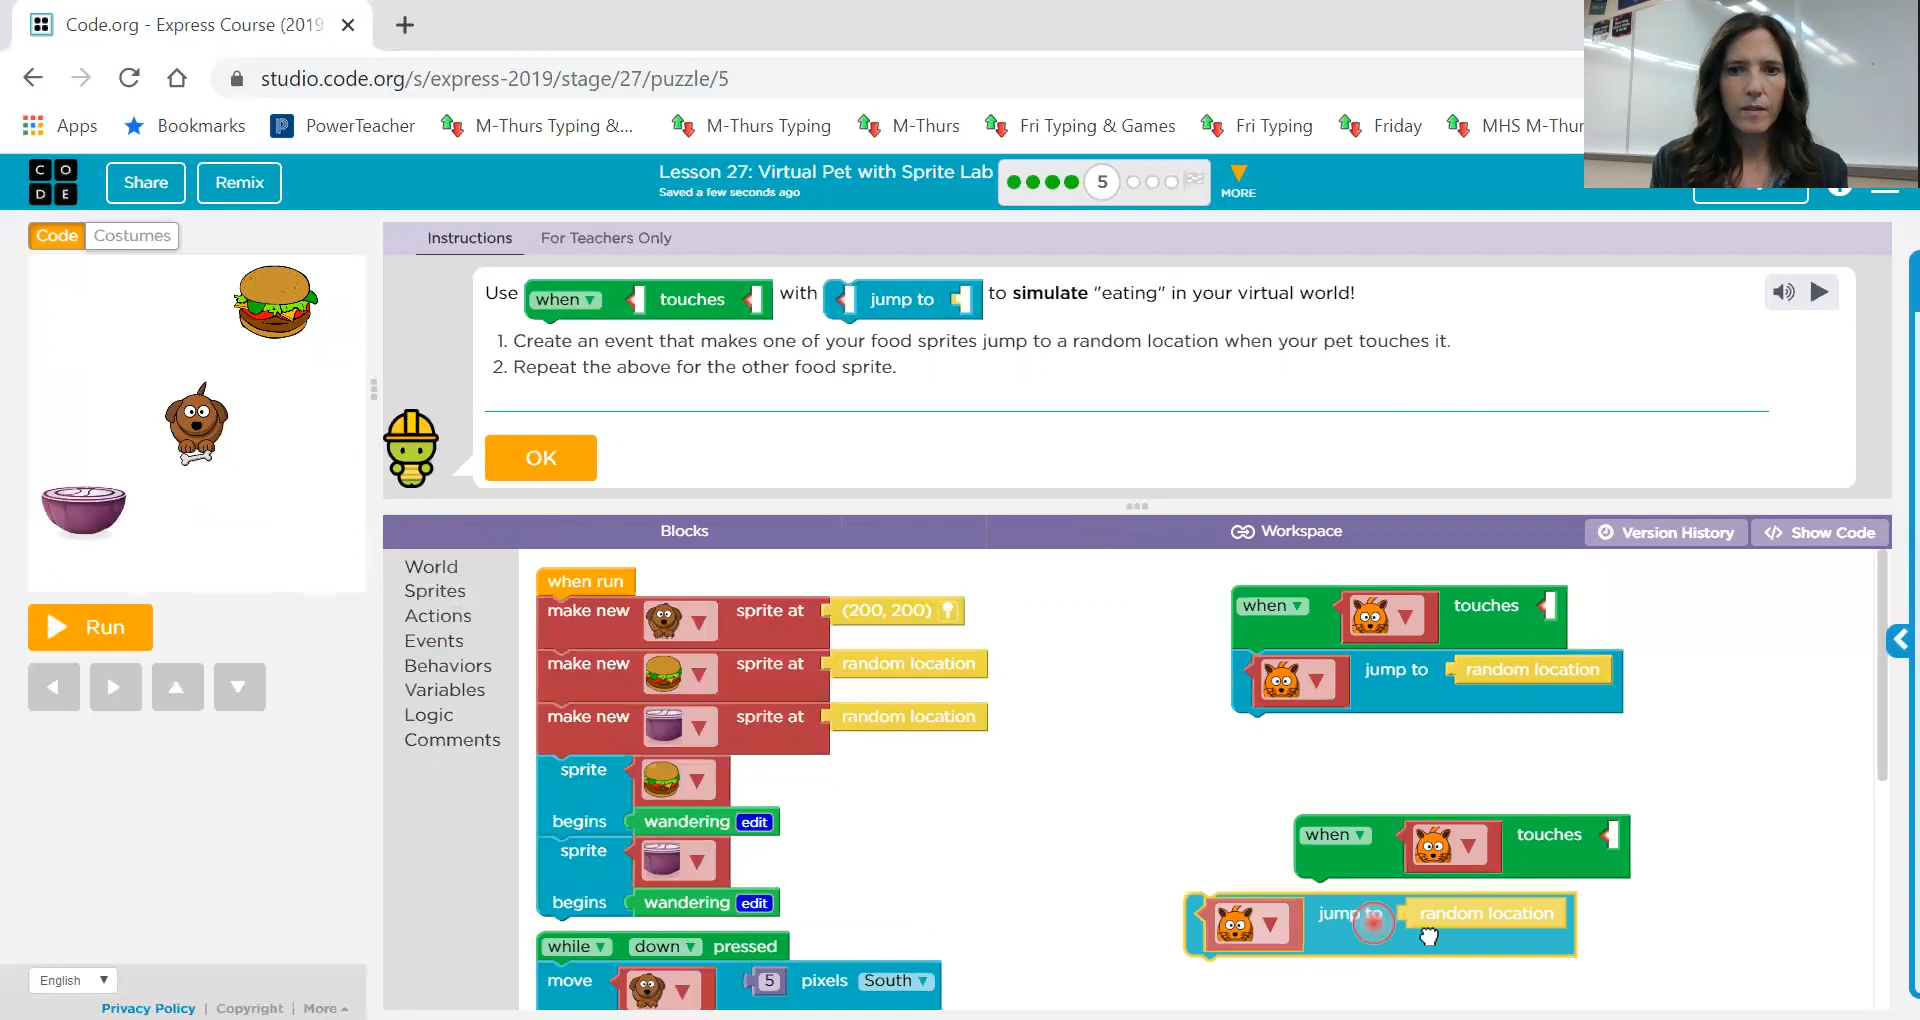 Code.org - Express Course (2019
studio.code.org/s/express-2019/stage/27/puzzle/5
Apps Bookmarks PowerTeacher M-Thurs Typing &... M-Thurs Typing M-Thurs Fri Typing & Games Fri Typing Friday MHS M-Thur
CODE Share Remix Lesson 27: Virtual Pet with Sprite Lab 5 MORE
Saved a few seconds ago
Code Costumes
Instructions For Teachers Only
Use when touches with jump to to simulate "eating" in your virtual world!
1. Create an event that makes one of your food sprites jump to a random location when your pet touches it.
2. Repeat the above for the other food sprite.
OK
Blocks Workspace Version History Show Code
Run
World
Sprites
Actions
Events
Behaviors
Variables
Logic
Comments
when run
make new sprite at (200, 200)
make new sprite at random location
make new sprite at random location
sprite
begins wandering edit
sprite
begins wandering edit
while down pressed
move 5 pixels South
when touches
jump to random location
when touches
jump to random location
English
Privacy Policy | Copyright | More